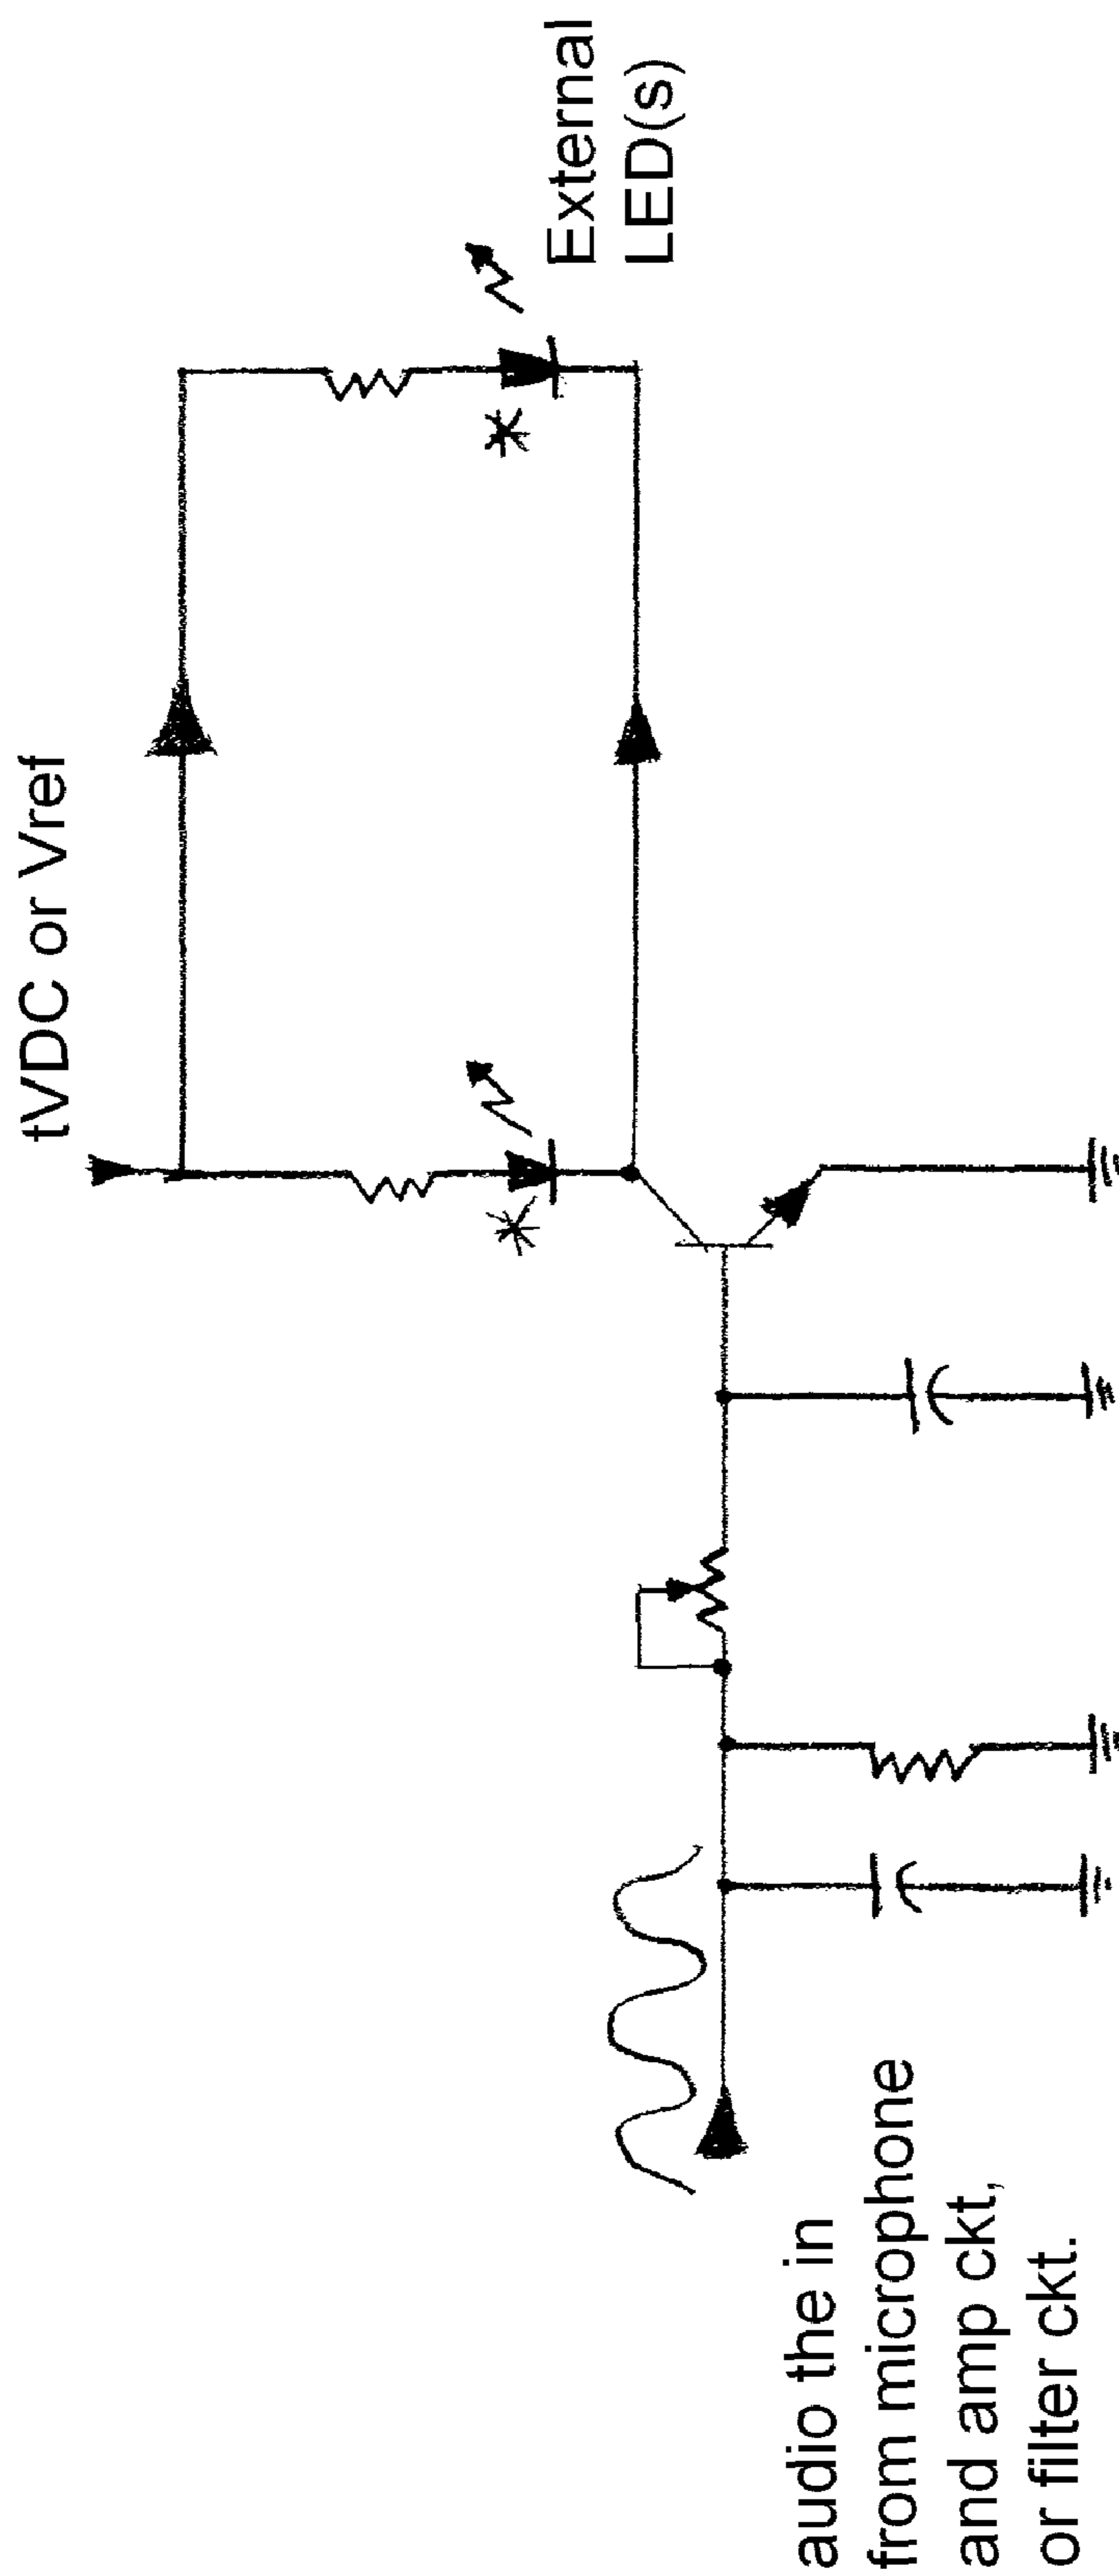 tVDC or Vref
External
LED(s)
audio the in
from microphone
and amp ckt,
or filter ckt.